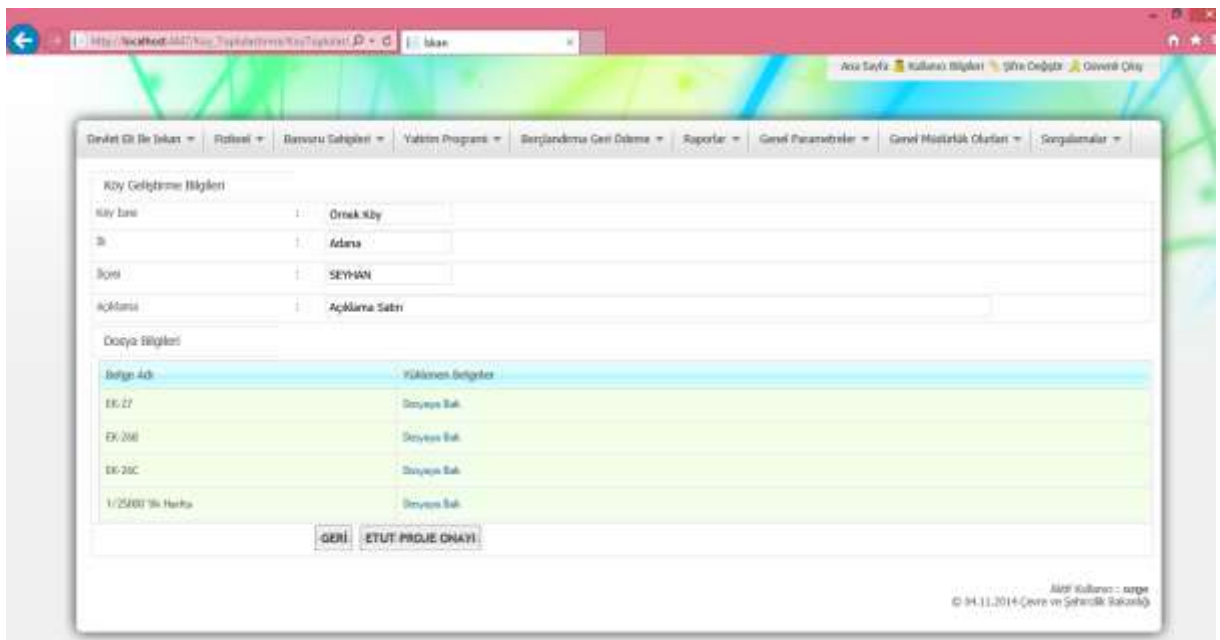 İskan
Ana Sayfa Kullanıcı Bilgileri Şifre Değiştir Güvenli Çıkış
Devlet Eli İle İskan Fiziksel Başvuru Sahipleri Yatırım Programı Borçlandırma Geri Ödeme Raporlar Genel Parametreler Genel Müdürlük Olurları Sorgulamalar
Köy Geliştirme Bilgileri
Köy İsmi : Örnek Köy
İli : Adana
İlçesi : SEYHAN
Açıklama : Açıklama Satırı
Dosya Bilgileri
Belge Adı Yüklenen Belgeler
EK-27 Dosyaya Bak
EK-26B Dosyaya Bak
EK-26C Dosyaya Bak
1/25000 lik Harita Dosyaya Bak
GERİ ETUT PROJE ONAYI
Aktif Kullanıcı :
© 04.11.2014 Çevre ve Şehircilik Bakanlığı